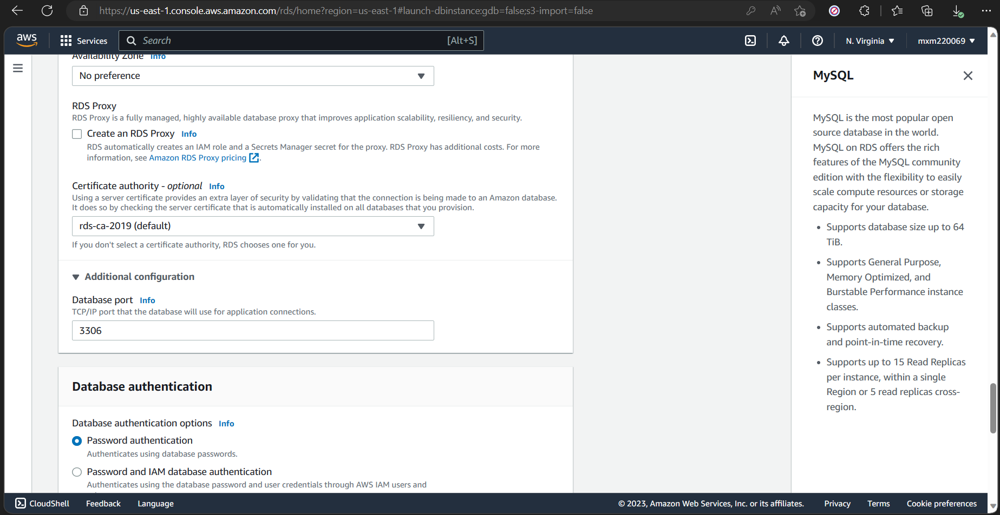 https://us-east-1.console.aws.amazon.com/rds/home?region=us-east-1#launch-dbinstance:gdb=false;s3-import=false
aws
Services
Search
[Alt+S]
N. Virginia
mxm220069
Availability Zone Info
No preference
RDS Proxy
RDS Proxy is a fully managed, highly available database proxy that improves application scalability, resiliency, and security.
Create an RDS Proxy Info
RDS automatically creates an IAM role and a Secrets Manager secret for the proxy. RDS Proxy has additional costs. For more
information, see Amazon RDS Proxy pricing.
Certificate authority - optional Info
Using a server certificate provides an extra layer of security by validating that the connection is being made to an Amazon database.
It does so by checking the server certificate that is automatically installed on all databases that you provision.
rds-ca-2019 (default)
If you don't select a certificate authority, RDS chooses one for you.
Additional configuration
Database port Info
TCP/IP port that the database will use for application connections.
3306
Database authentication
Database authentication options Info
Password authentication
Authenticates using database passwords.
Password and IAM database authentication
Authenticates using the database password and user credentials through AWS IAM users and
MySQL
MySQL is the most popular open
source database in the world.
MySQL on RDS offers the rich
features of the MySQL community
edition with the flexibility to easily
scale compute resources or storage
capacity for your database.
• Supports database size up to 64
TiB.
• Supports General Purpose,
Memory Optimized, and
Burstable Performance instance
classes.
• Supports automated backup
and point-in-time recovery.
• Supports up to 15 Read Replicas
per instance, within a single
Region or 5 read replicas cross-
region.
CloudShell
Feedback
Language
© 2023, Amazon Web Services, Inc. or its affiliates.
Privacy
Terms
Cookie preferences